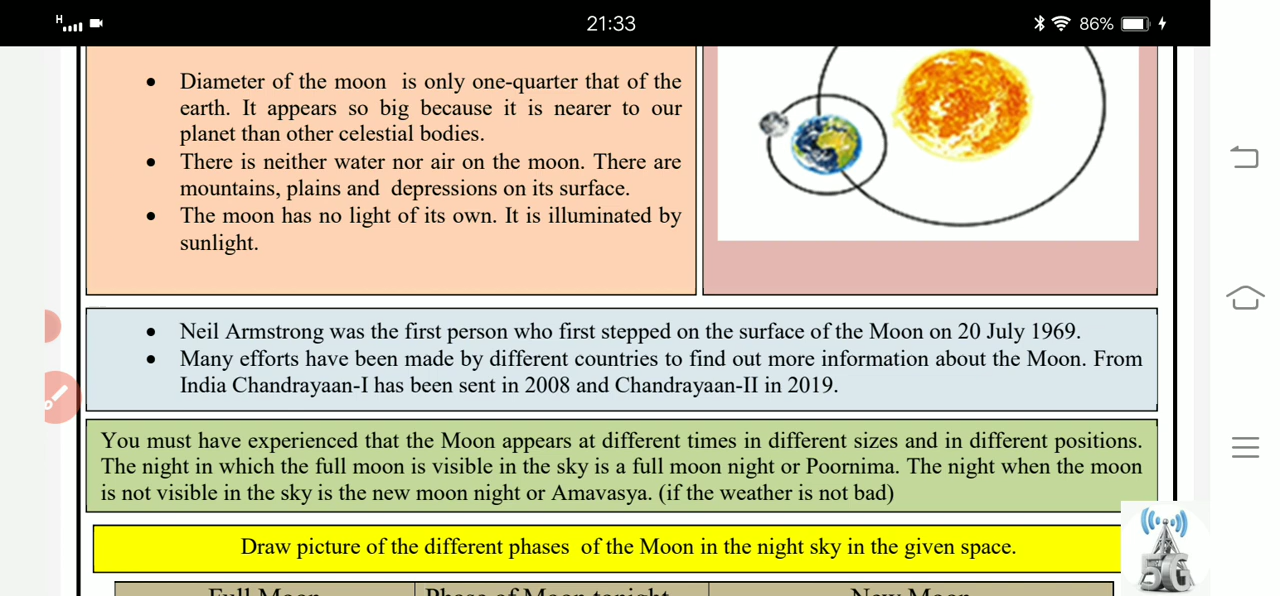 H
21:33
86%
• Diameter of the moon is only one-quarter that of the
earth. It appears so big because it is nearer to our
planet than other celestial bodies.
• There is neither water nor air on the moon. There are
mountains, plains and depressions on its surface.
• The moon has no light of its own. It is illuminated by
sunlight.
• Neil Armstrong was the first person who first stepped on the surface of the Moon on 20 July 1969.
• Many efforts have been made by different countries to find out more information about the Moon. From
India Chandrayaan-I has been sent in 2008 and Chandrayaan-II in 2019.
You must have experienced that the Moon appears at different times in different sizes and in different positions.
The night in which the full moon is visible in the sky is a full moon night or Poornima. The night when the moon
is not visible in the sky is the new moon night or Amavasya. (if the weather is not bad)
Draw picture of the different phases of the Moon in the night sky in the given space.
5G
Full Moon Phase of Moon tonight New Moon